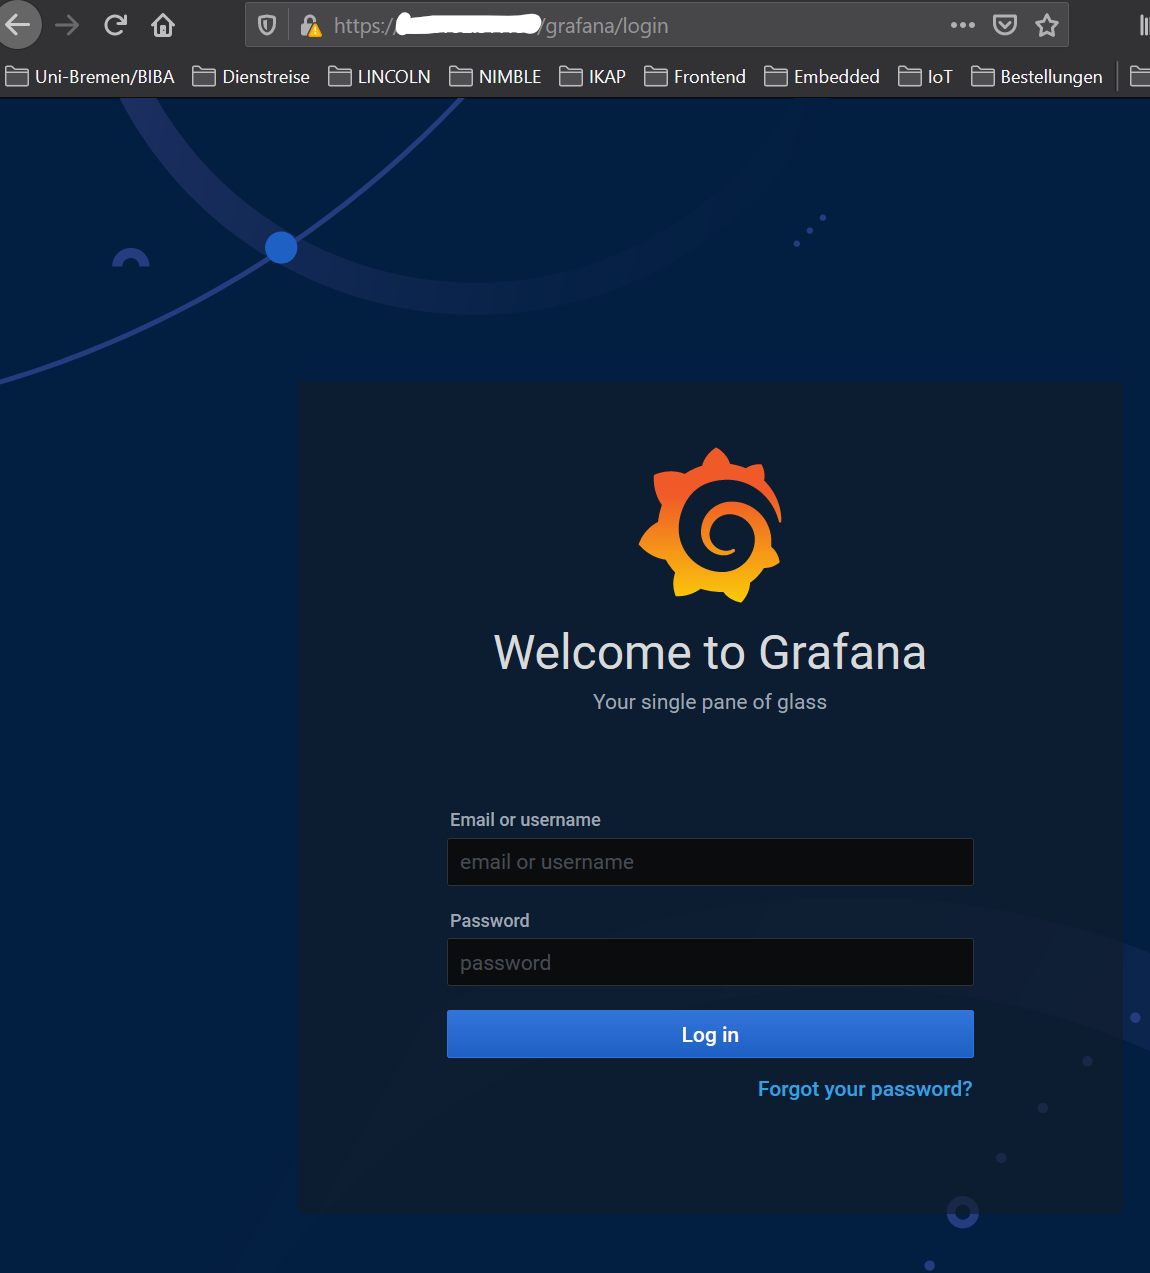 https:/ /grafana/login
Uni-Bremen/BIBA Dienstreise LINCOLN NIMBLE IKAP Frontend Embedded IoT Bestellungen
Welcome to Grafana
Your single pane of glass
Email or username
email or username
Password
password
Log in
Forgot your password?